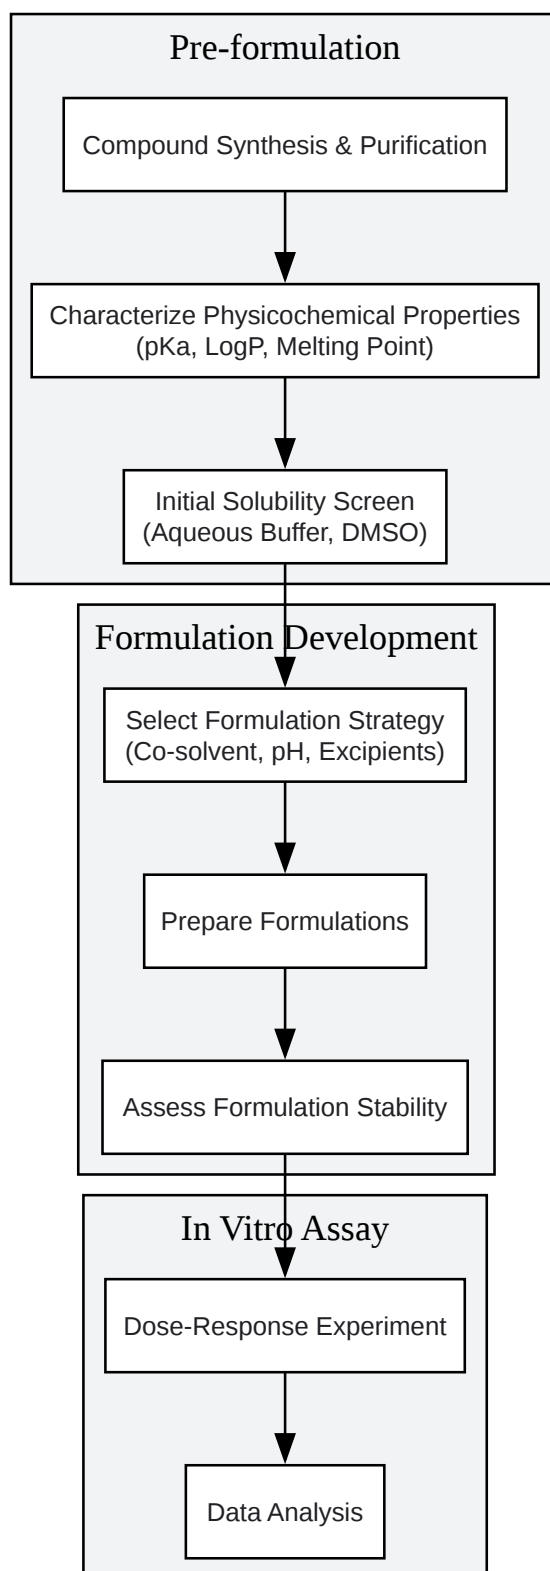 Pre-formulation
Compound Synthesis & Purification
Characterize Physicochemical Properties
(pKa, LogP, Melting Point)
Initial Solubility Screen
(Aqueous Buffer, DMSO)
Formulation Development
Select Formulation Strategy
(Co-solvent, pH, Excipients)
Prepare Formulations
Assess Formulation Stability
In Vitro Assay
Dose-Response Experiment
Data Analysis